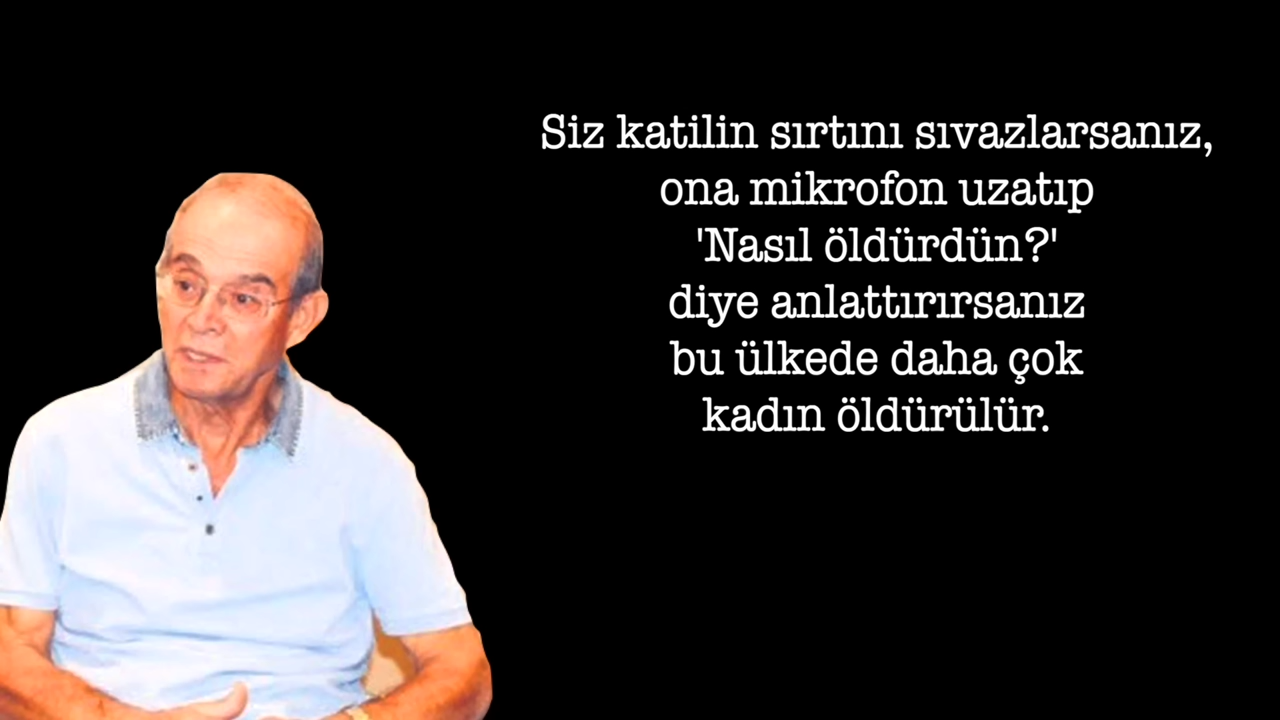 Siz katilin sırtını sıvazlarsanız,
ona mikrofon uzatıp
'Nasıl öldürdün?'
diye anlattırırsanız
bu ülkede daha çok
kadın öldürülür.